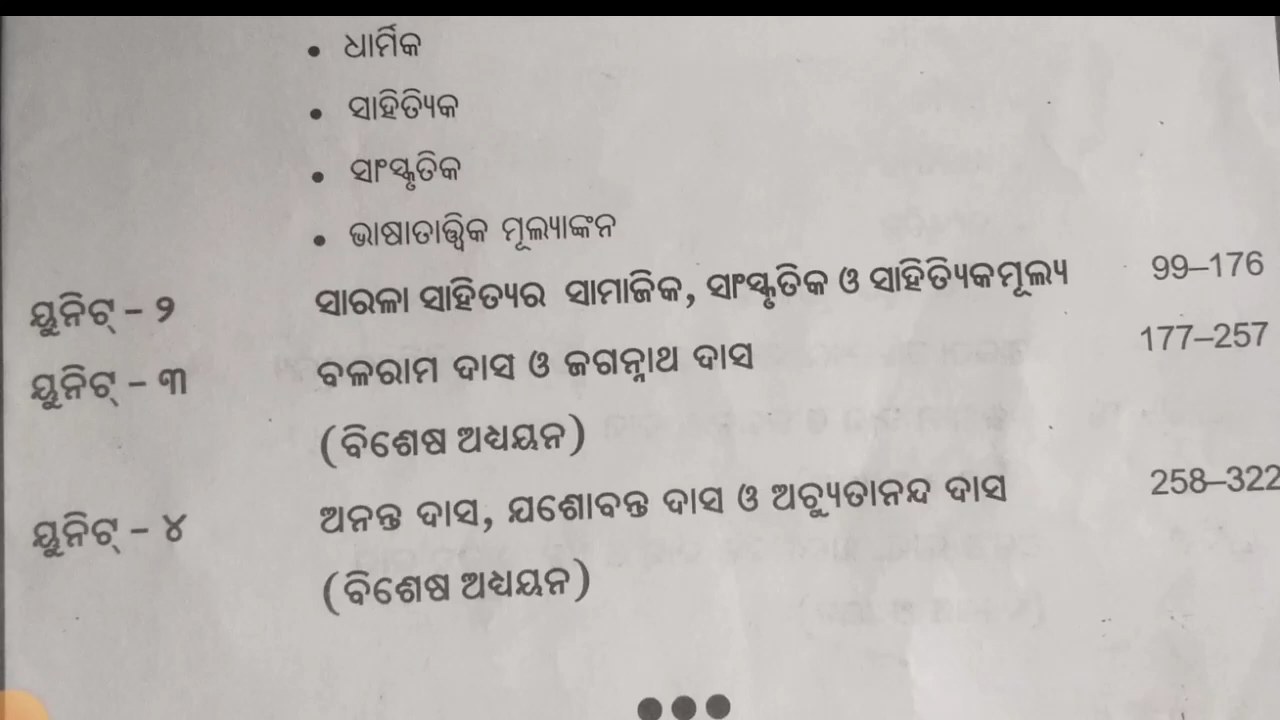 • ଧାର୍ମିକ
• ସାହିତ୍ୟିକ
• ସାଂସ୍କୃତିକ
• ଭାଷାତାତ୍ତ୍ୱିକ ମୂଲ୍ୟାଙ୍କନ
ୟୁନିଟ୍ – ୨ ସାରଳା ସାହିତ୍ୟର ସାମାଜିକ, ସାଂସ୍କୃତିକ ଓ ସାହିତ୍ୟିକମୂଲ୍ୟ 99–176
ୟୁନିଟ୍ – ୩ ବଳରାମ ଦାସ ଓ ଜଗନ୍ନାଥ ଦାସ 177–257
(ବିଶେଷ ଅଧ୍ୟୟନ)
ୟୁନିଟ୍ – ୪ ଅନନ୍ତ ଦାସ, ଯଶୋବନ୍ତ ଦାସ ଓ ଅଚ୍ୟୁତାନନ୍ଦ ଦାସ 258–322
(ବିଶେଷ ଅଧ୍ୟୟନ)